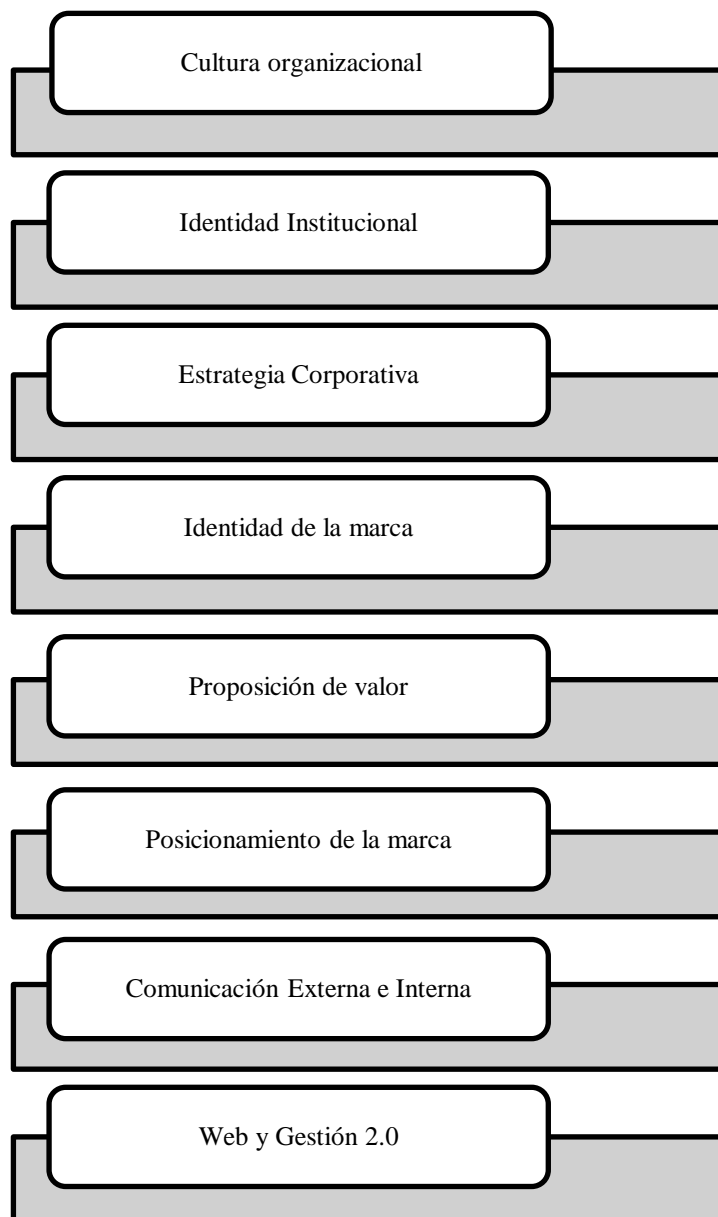 Cultura organizacional
Identidad Institucional
Estrategia Corporativa
Identidad de la marca
Proposición de valor
Posicionamiento de la marca
Comunicación Externa e Interna
Web y Gestión 2.0